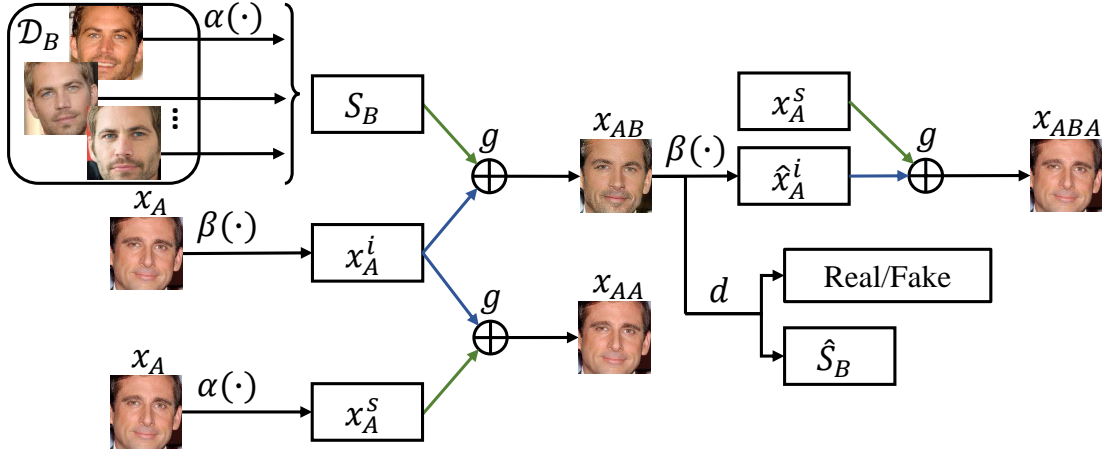 𝒟_B
α(·)
S_B
g
x_A
β(·)
x_A^i
x_AB
β(·)
x_A^s
x̂_A^i
g
x_ABA
x_A
α(·)
x_A^s
g
x_AA
d
Real/Fake
Ŝ_B